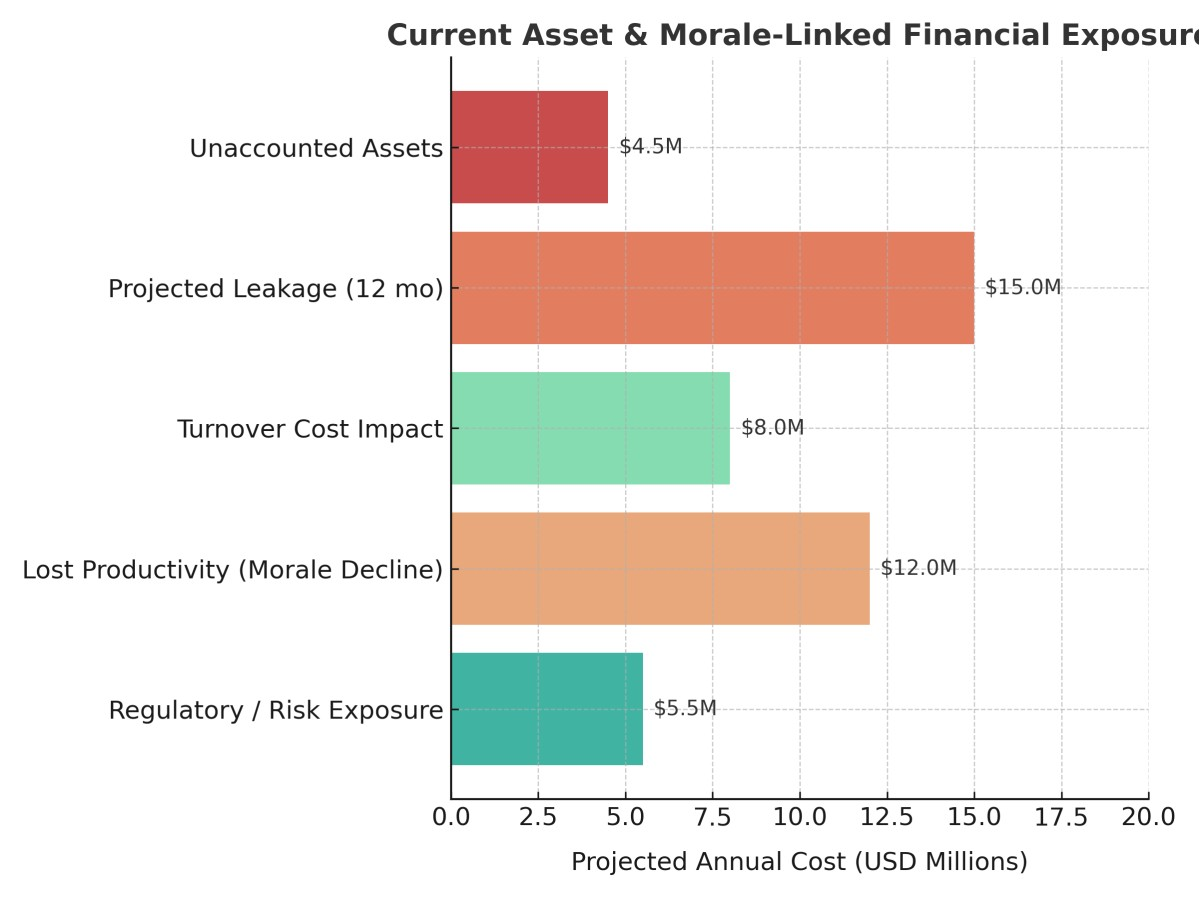 Current Asset & Morale-Linked Financial Exposure
Unaccounted Assets
$4.5M
Projected Leakage (12 mo)
$15.0M
Turnover Cost Impact
$8.0M
Lost Productivity (Morale Decline)
$12.0M
Regulatory / Risk Exposure
$5.5M
0.0 2.5 5.0 7.5 10.0 12.5 15.0 17.5 20.0
Projected Annual Cost (USD Millions)